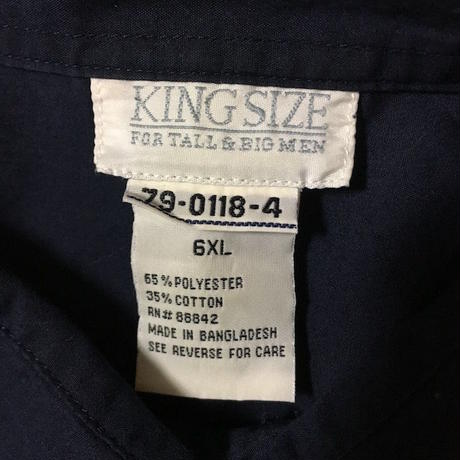 KING SIZE
FOR TALL & BIG MEN
79-0118-4
6XL
65% POLYESTER
35% COTTON
RN# 88842
MADE IN BANGLADESH
SEE REVERSE FOR CARE